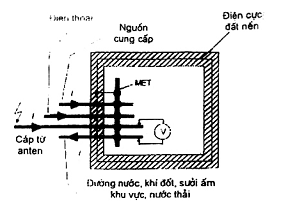 Điện thoại
Nguồn
cung cấp
Điên cực
đất nền
MET
V
Cáp từ
anten
Đường nước, khí đốt, sưởi ấm
khu vực, nước thải